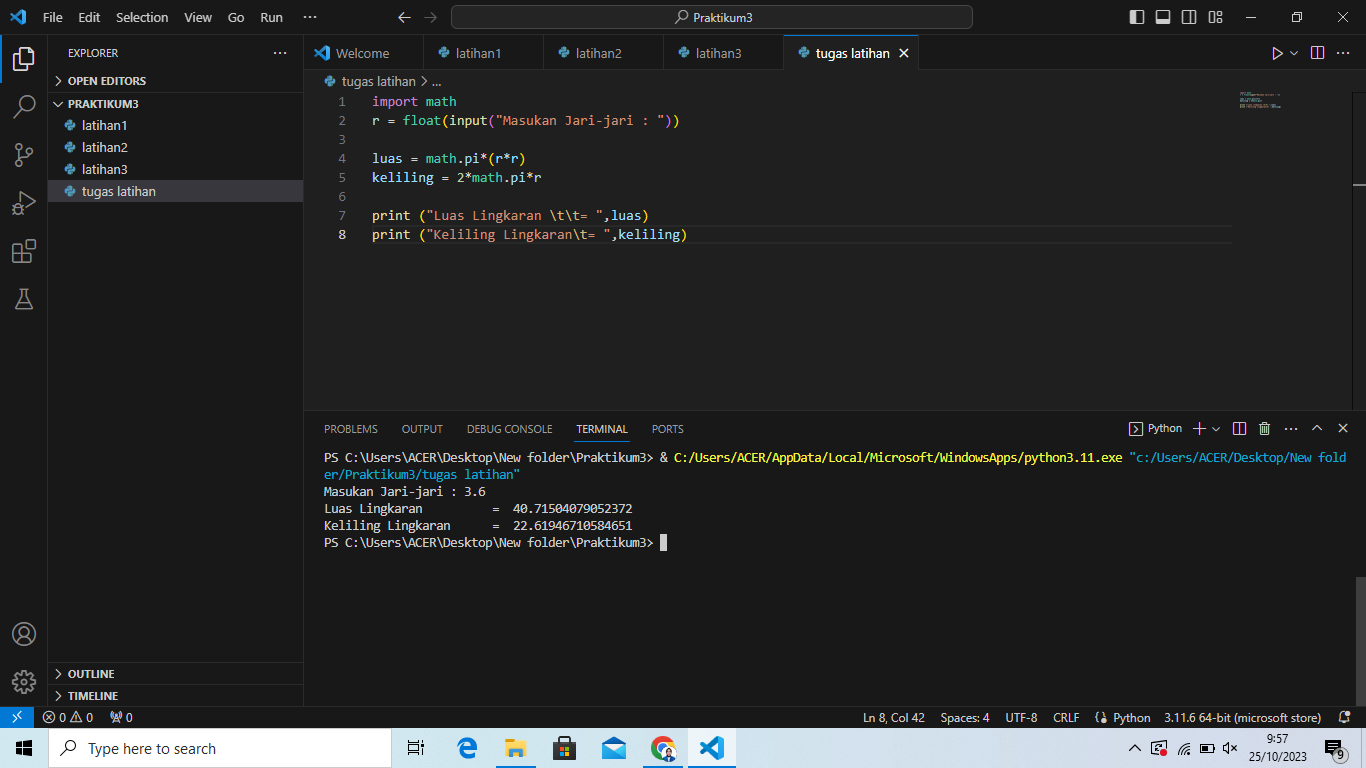 File Edit Selection View Go Run ···
Praktikum3
EXPLORER
OPEN EDITORS
PRAKTIKUM3
latihan1
latihan2
latihan3
tugas latihan
OUTLINE
TIMELINE
Welcome latihan1 latihan2 latihan3 tugas latihan
tugas latihan > ...
1 import math
2 r = float(input("Masukan Jari-jari : "))
3
4 luas = math.pi*(r*r)
5 keliling = 2*math.pi*r
6
7 print ("Luas Lingkaran \t\t= ",luas)
8 print ("Keliling Lingkaran\t= ",keliling)
PROBLEMS OUTPUT DEBUG CONSOLE TERMINAL PORTS
Python
PS C:\Users\ACER\Desktop\New folder\Praktikum3> & C:/Users/ACER/AppData/Local/Microsoft/WindowsApps/python3.11.exe "c:/Users/ACER/Desktop/New fold
er/Praktikum3/tugas latihan"
Masukan Jari-jari : 3.6
Luas Lingkaran = 40.71504079052372
Keliling Lingkaran = 22.61946710584651
PS C:\Users\ACER\Desktop\New folder\Praktikum3>
0 0 0 Ln 8, Col 42 Spaces: 4 UTF-8 CRLF Python 3.11.6 64-bit (microsoft store)
Type here to search
9:57
25/10/2023
9